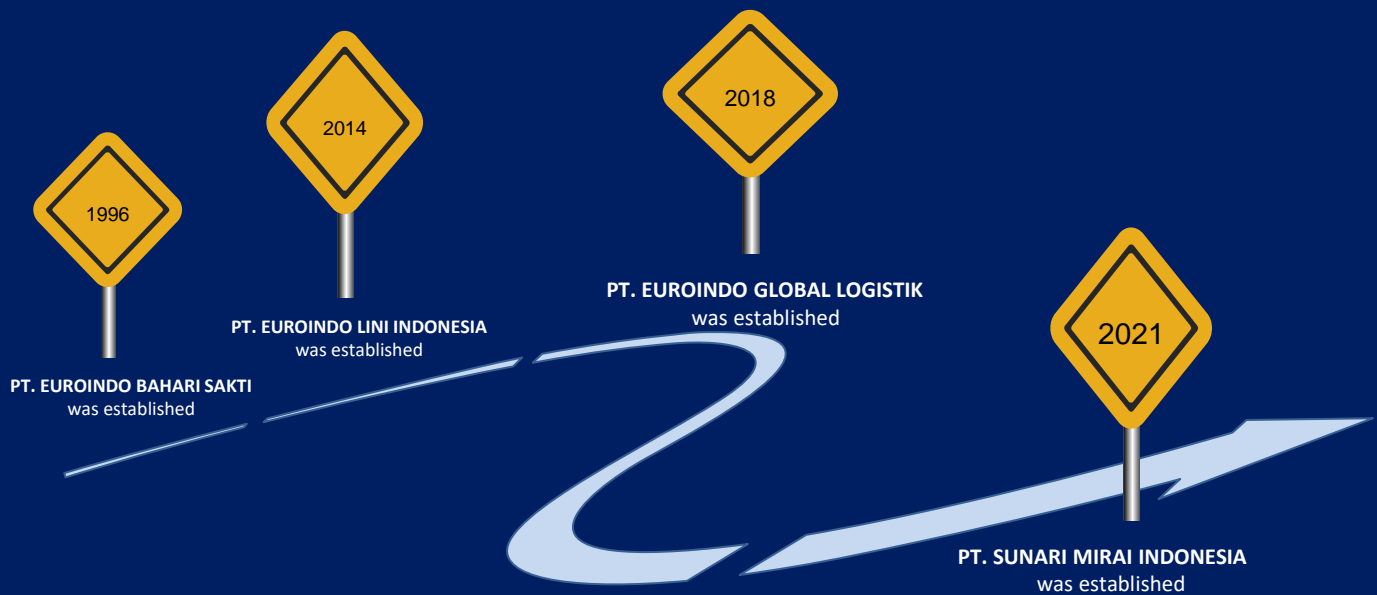 1996
PT. EUROINDO BAHARI SAKTI
was established
2014
PT. EUROINDO LINI INDONESIA
was established
2018
PT. EUROINDO GLOBAL LOGISTIK
was established
2021
PT. SUNARI MIRAI INDONESIA
was established